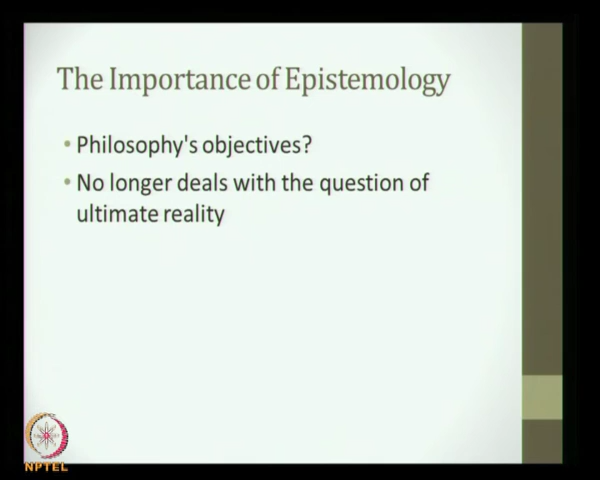 The Importance of Epistemology
• Philosophy's objectives?
• No longer deals with the question of
ultimate reality
NPTEL